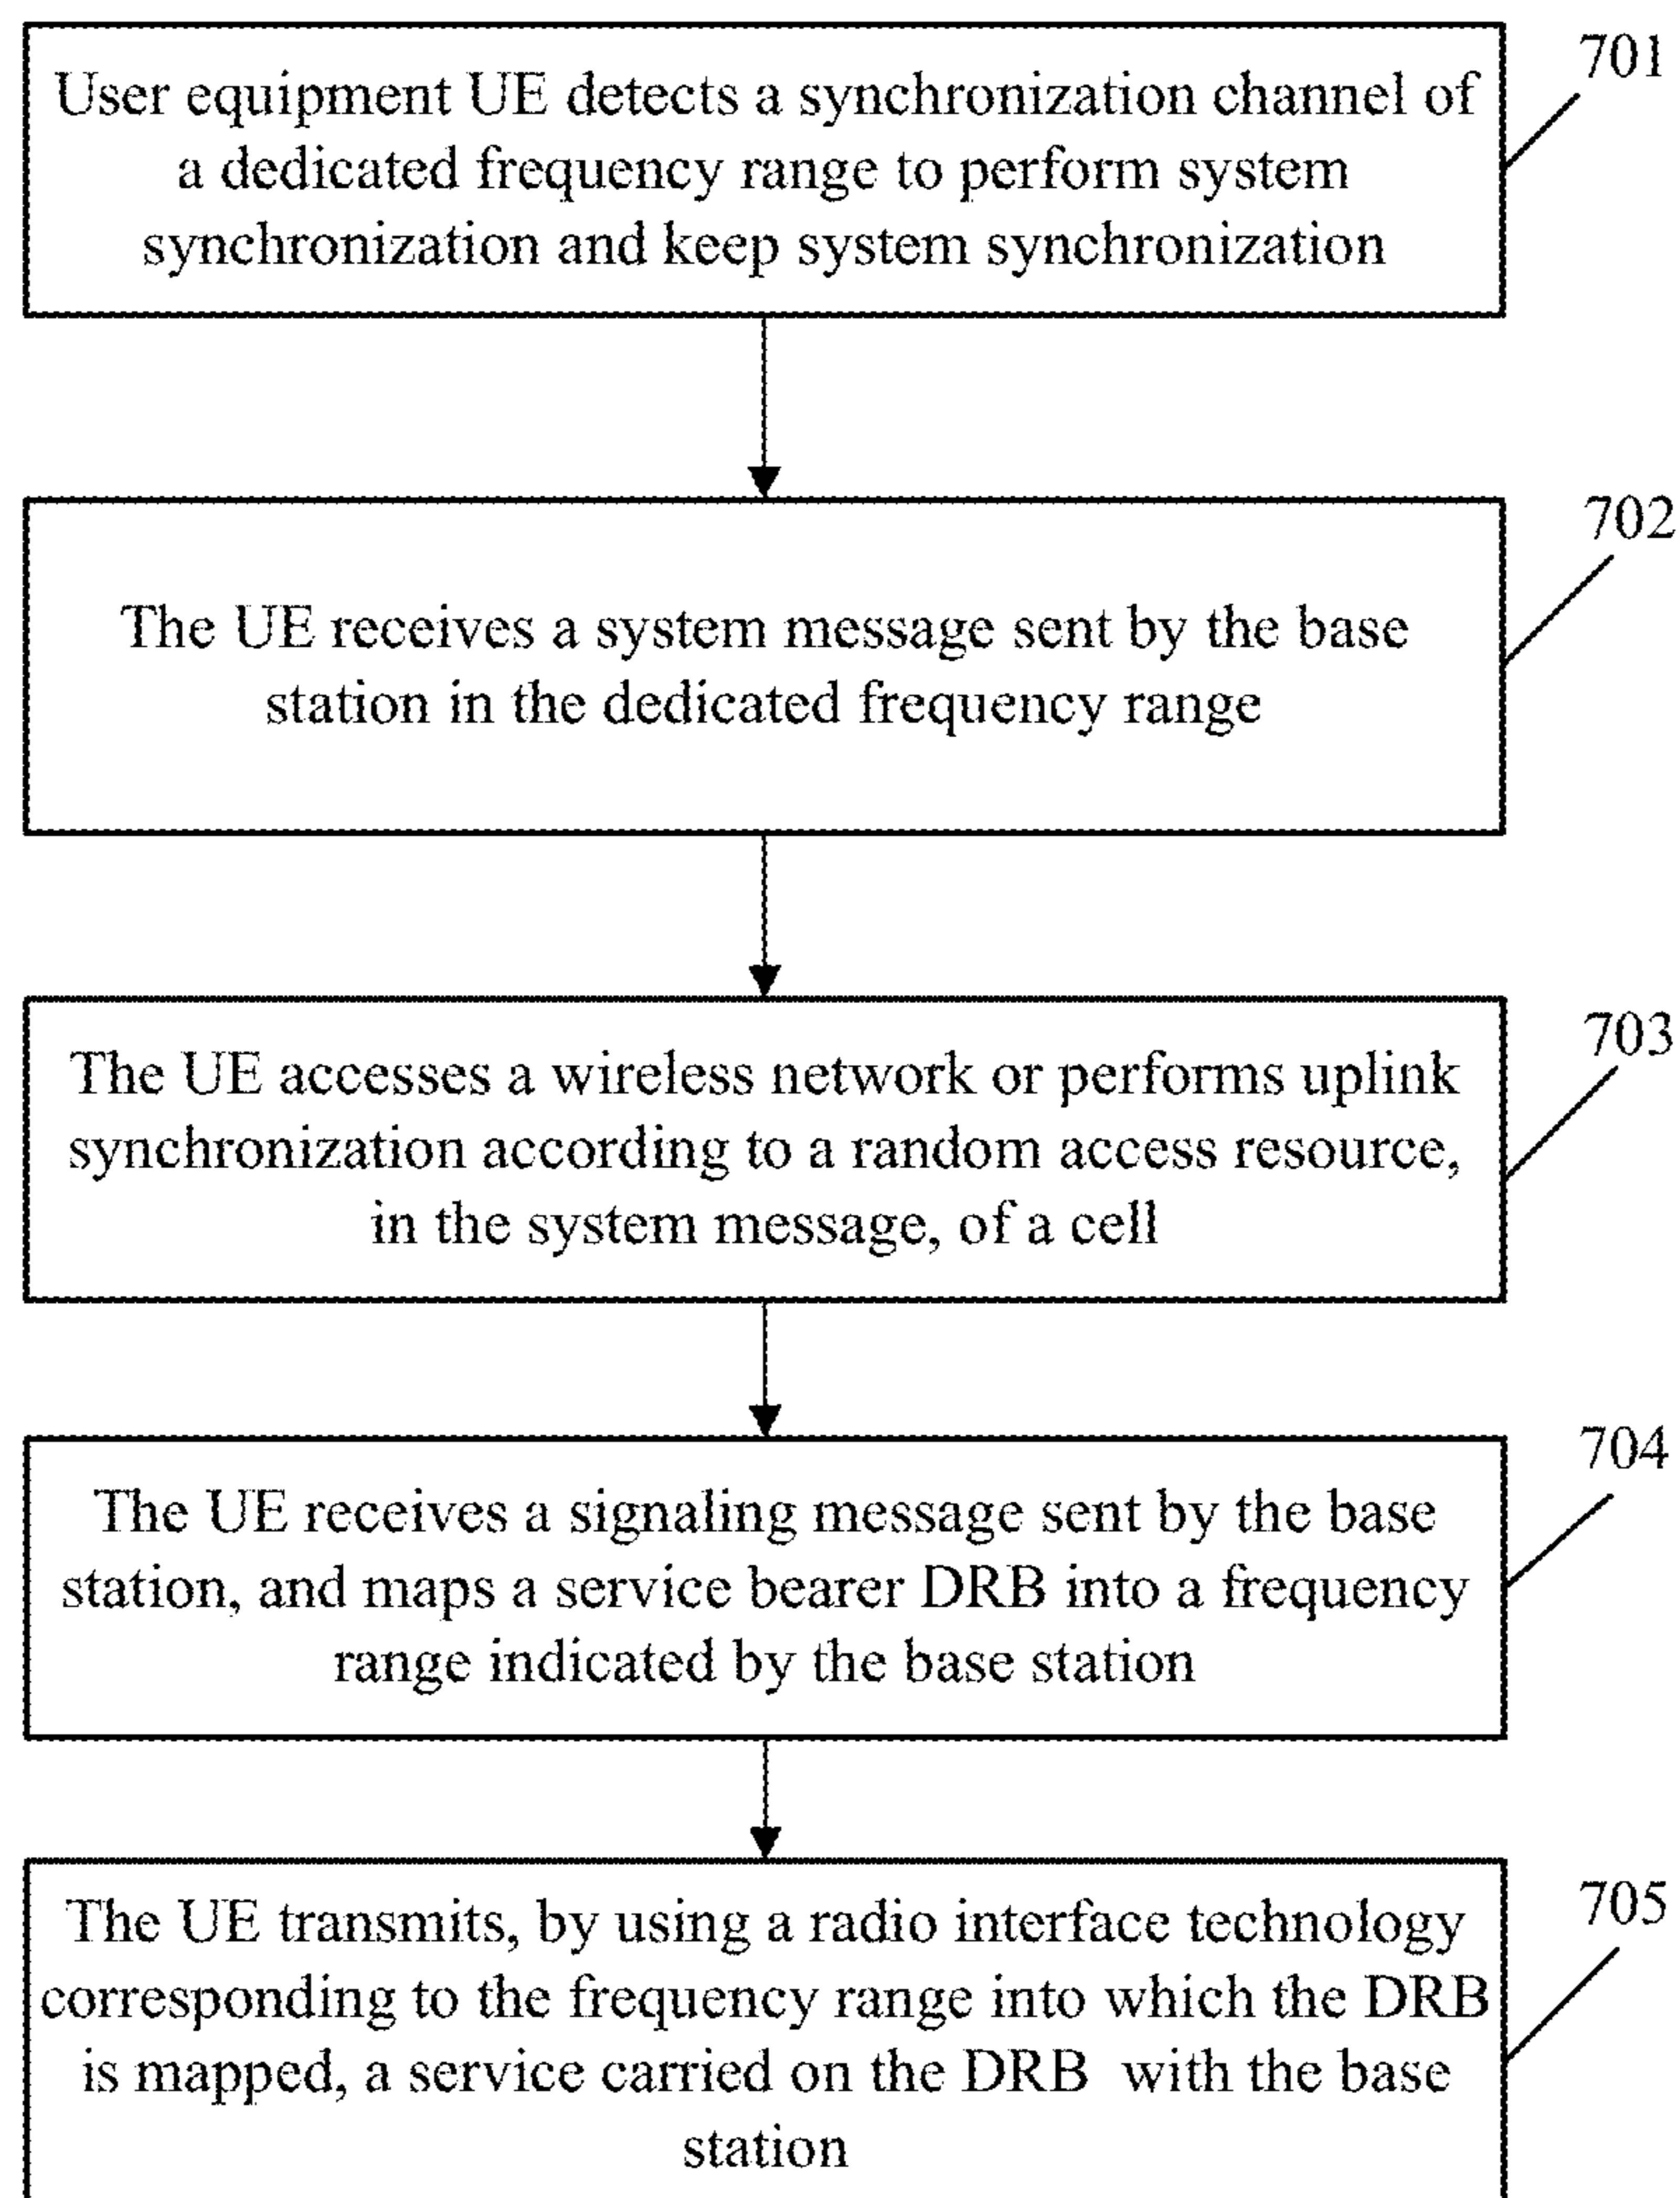 701
User equipment UE detects a synchronization channel of
a dedicated frequency range to perform system
synchronization and keep system synchronization
702
The UE receives a system message sent by the base
station in the dedicated frequency range
703
The UE accesses a wireless network or performs uplink
synchronization according to a random access resource,
in the system message, of a cell
704
The UE receives a signaling message sent by the base
station, and maps a service bearer DRB into a frequency
range indicated by the base station
705
The UE transmits, by using a radio interface technology
corresponding to the frequency range into which the DRB
is mapped, a service carried on the DRB with the base
station